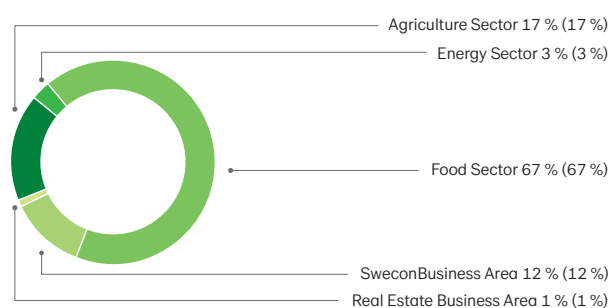 Agriculture Sector 17 % (17 %)
Energy Sector 3 % (3 %)
Food Sector 67 % (67 %)
SweconBusiness Area 12 % (12 %)
Real Estate Business Area 1 % (1 %)